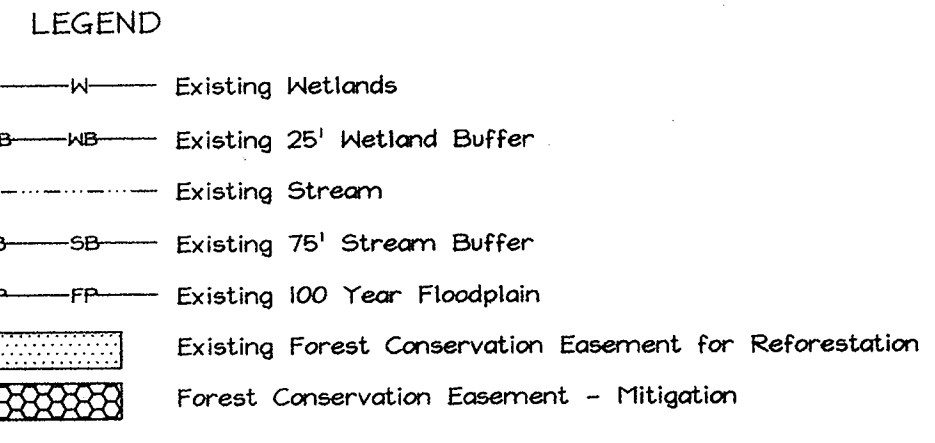 LEGEND
W Existing Wetlands
B WB Existing 25' Wetland Buffer
Existing Stream
B SB Existing 75' Stream Buffer
P FP Existing 100 Year Floodplain
Existing Forest Conservation Easement for Reforestation
Forest Conservation Easement - Mitigation